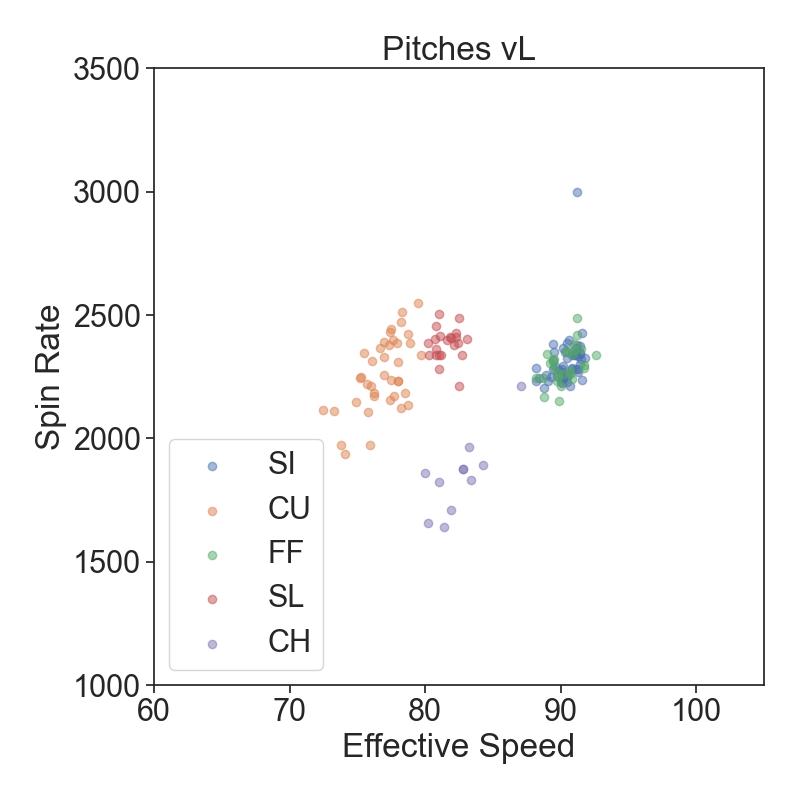 Pitches vL
3500
3000
2500
2000
1500
1000
Spin Rate
SI
CU
FF
SL
CH
60 70 80 90 100
Effective Speed